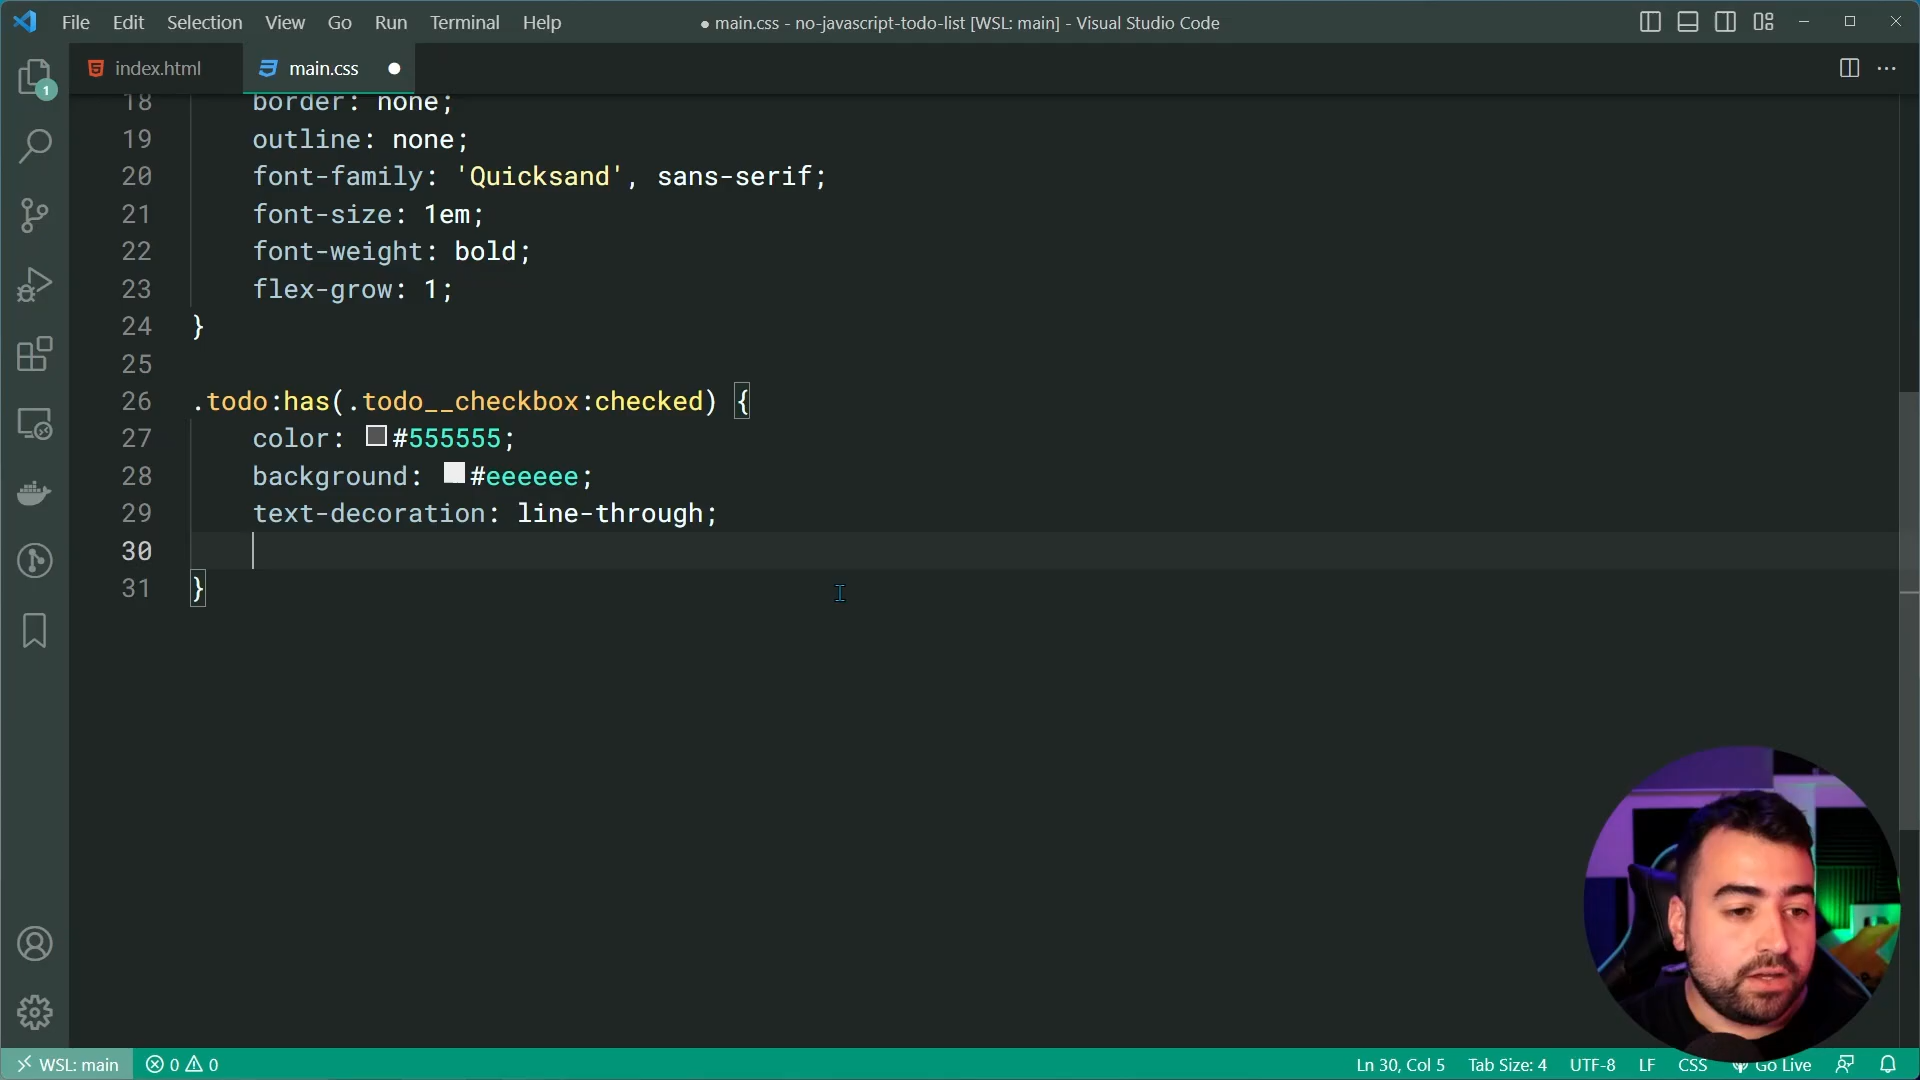 File Edit Selection View Go Run Terminal Help
● main.css - no-javascript-todo-list [WSL: main] - Visual Studio Code
index.html
main.css
1
18 border: none;
19 outline: none;
20 font-family: 'Quicksand', sans-serif;
21 font-size: 1em;
22 font-weight: bold;
23 flex-grow: 1;
24 }
25
26 .todo:has(.todo__checkbox:checked) {
27 color: #555555;
28 background: #eeeeee;
29 text-decoration: line-through;
30
31 }
WSL: main 0 0 Ln 30, Col 5 Tab Size: 4 UTF-8 LF CSS Go Live